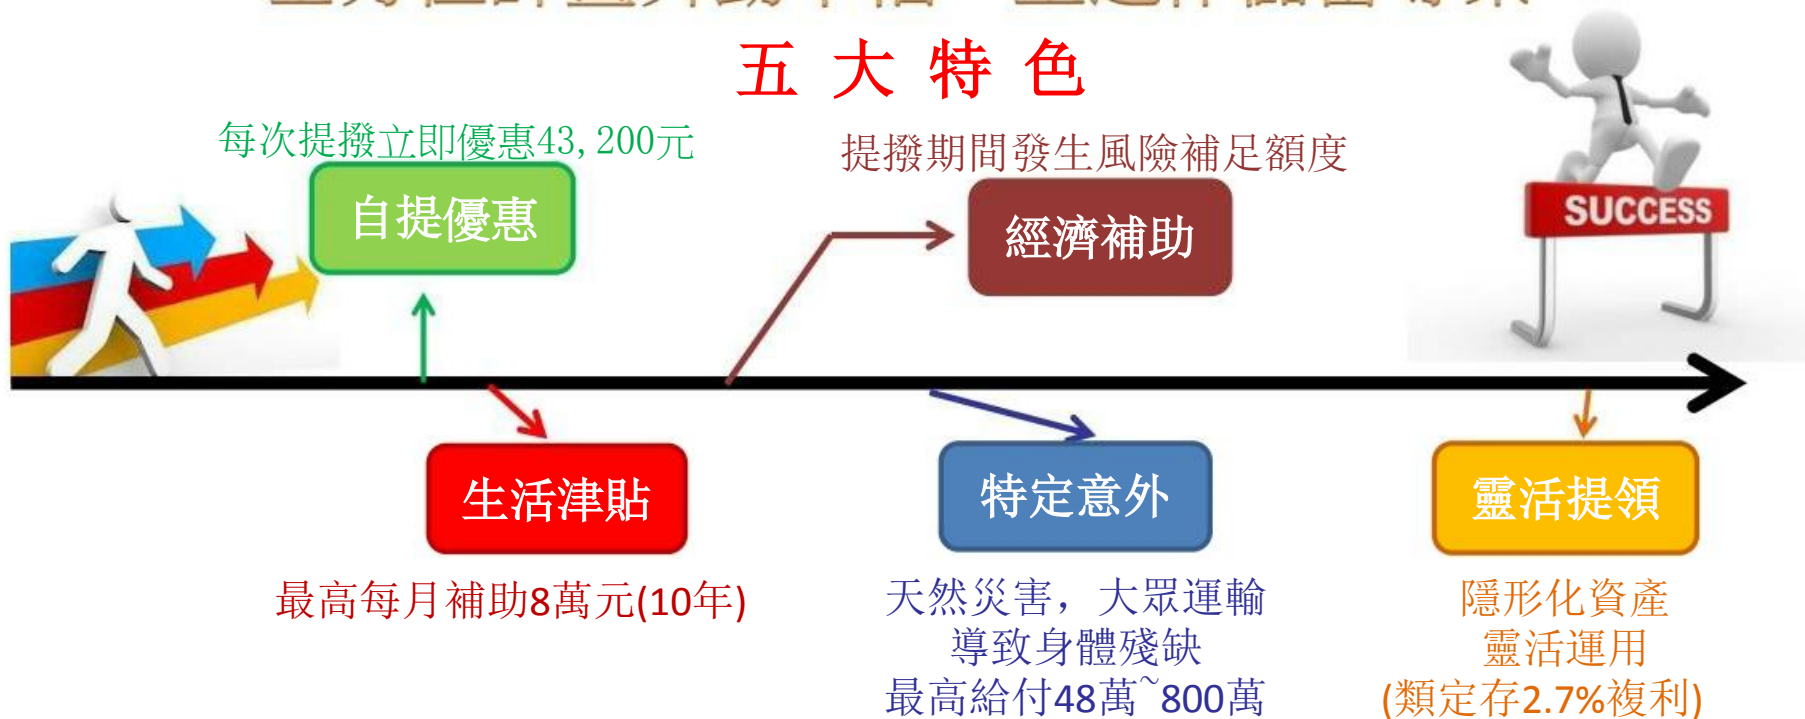 五大特色
每次提撥立即優惠43,200元
自提優惠
提撥期間發生風險補足額度
經濟補助
SUCCESS
生活津貼
最高每月補助8萬元(10年)
特定意外
天然災害，大眾運輸
導致身體殘缺
最高給付48萬~800萬
靈活提領
隱形化資產
靈活運用
(類定存2.7%複利)